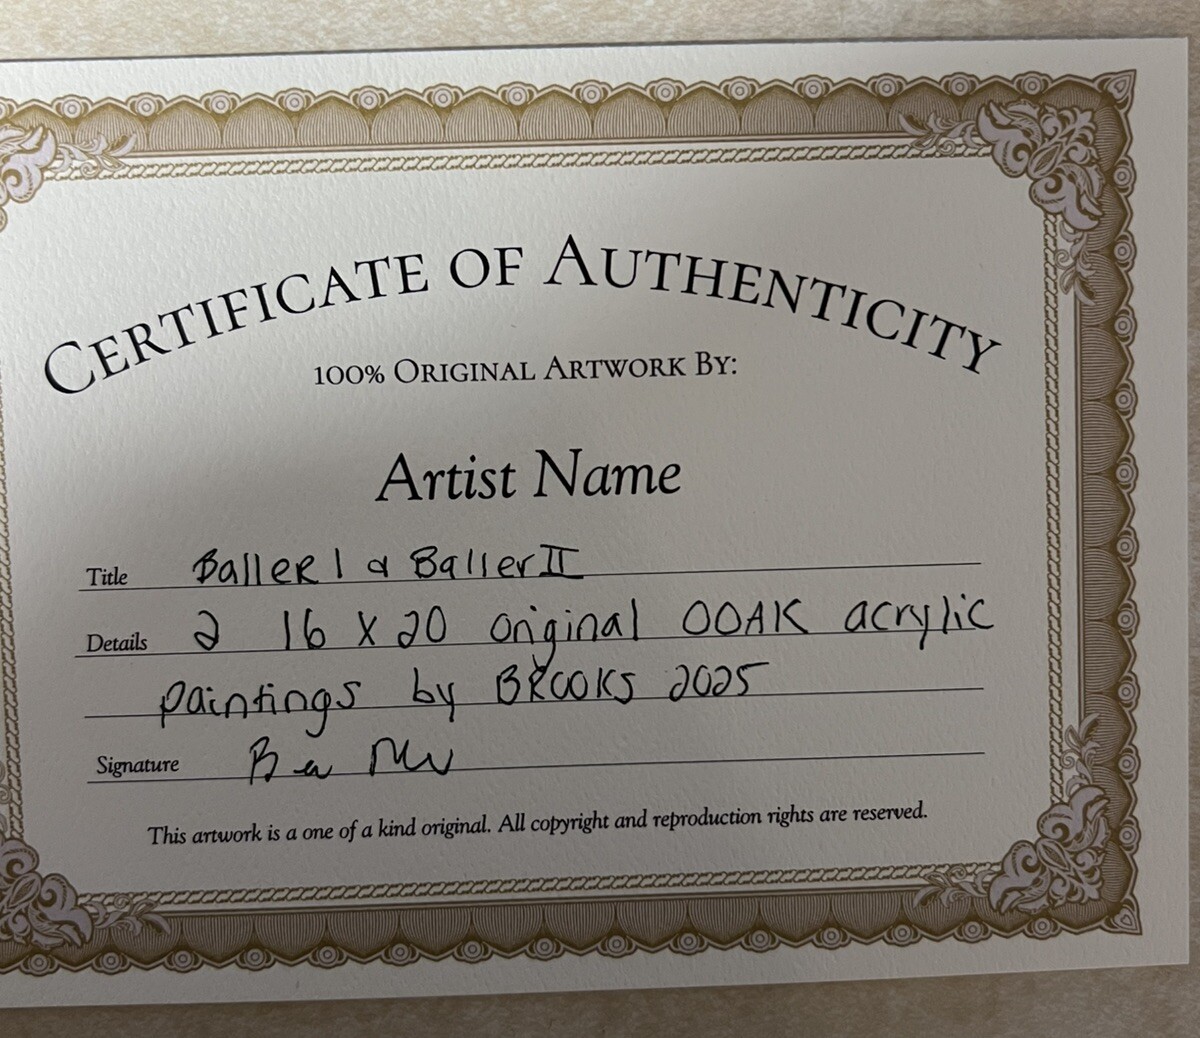 CERTIFICATE OF AUTHENTICITY
100% ORIGINAL ARTWORK BY:
Artist Name
Title Baller I & Baller II
Details 2 16 X 20 original OOAK acrylic
paintings by BROOKS 2025
Signature
This artwork is a one of a kind original. All copyright and reproduction rights are reserved.